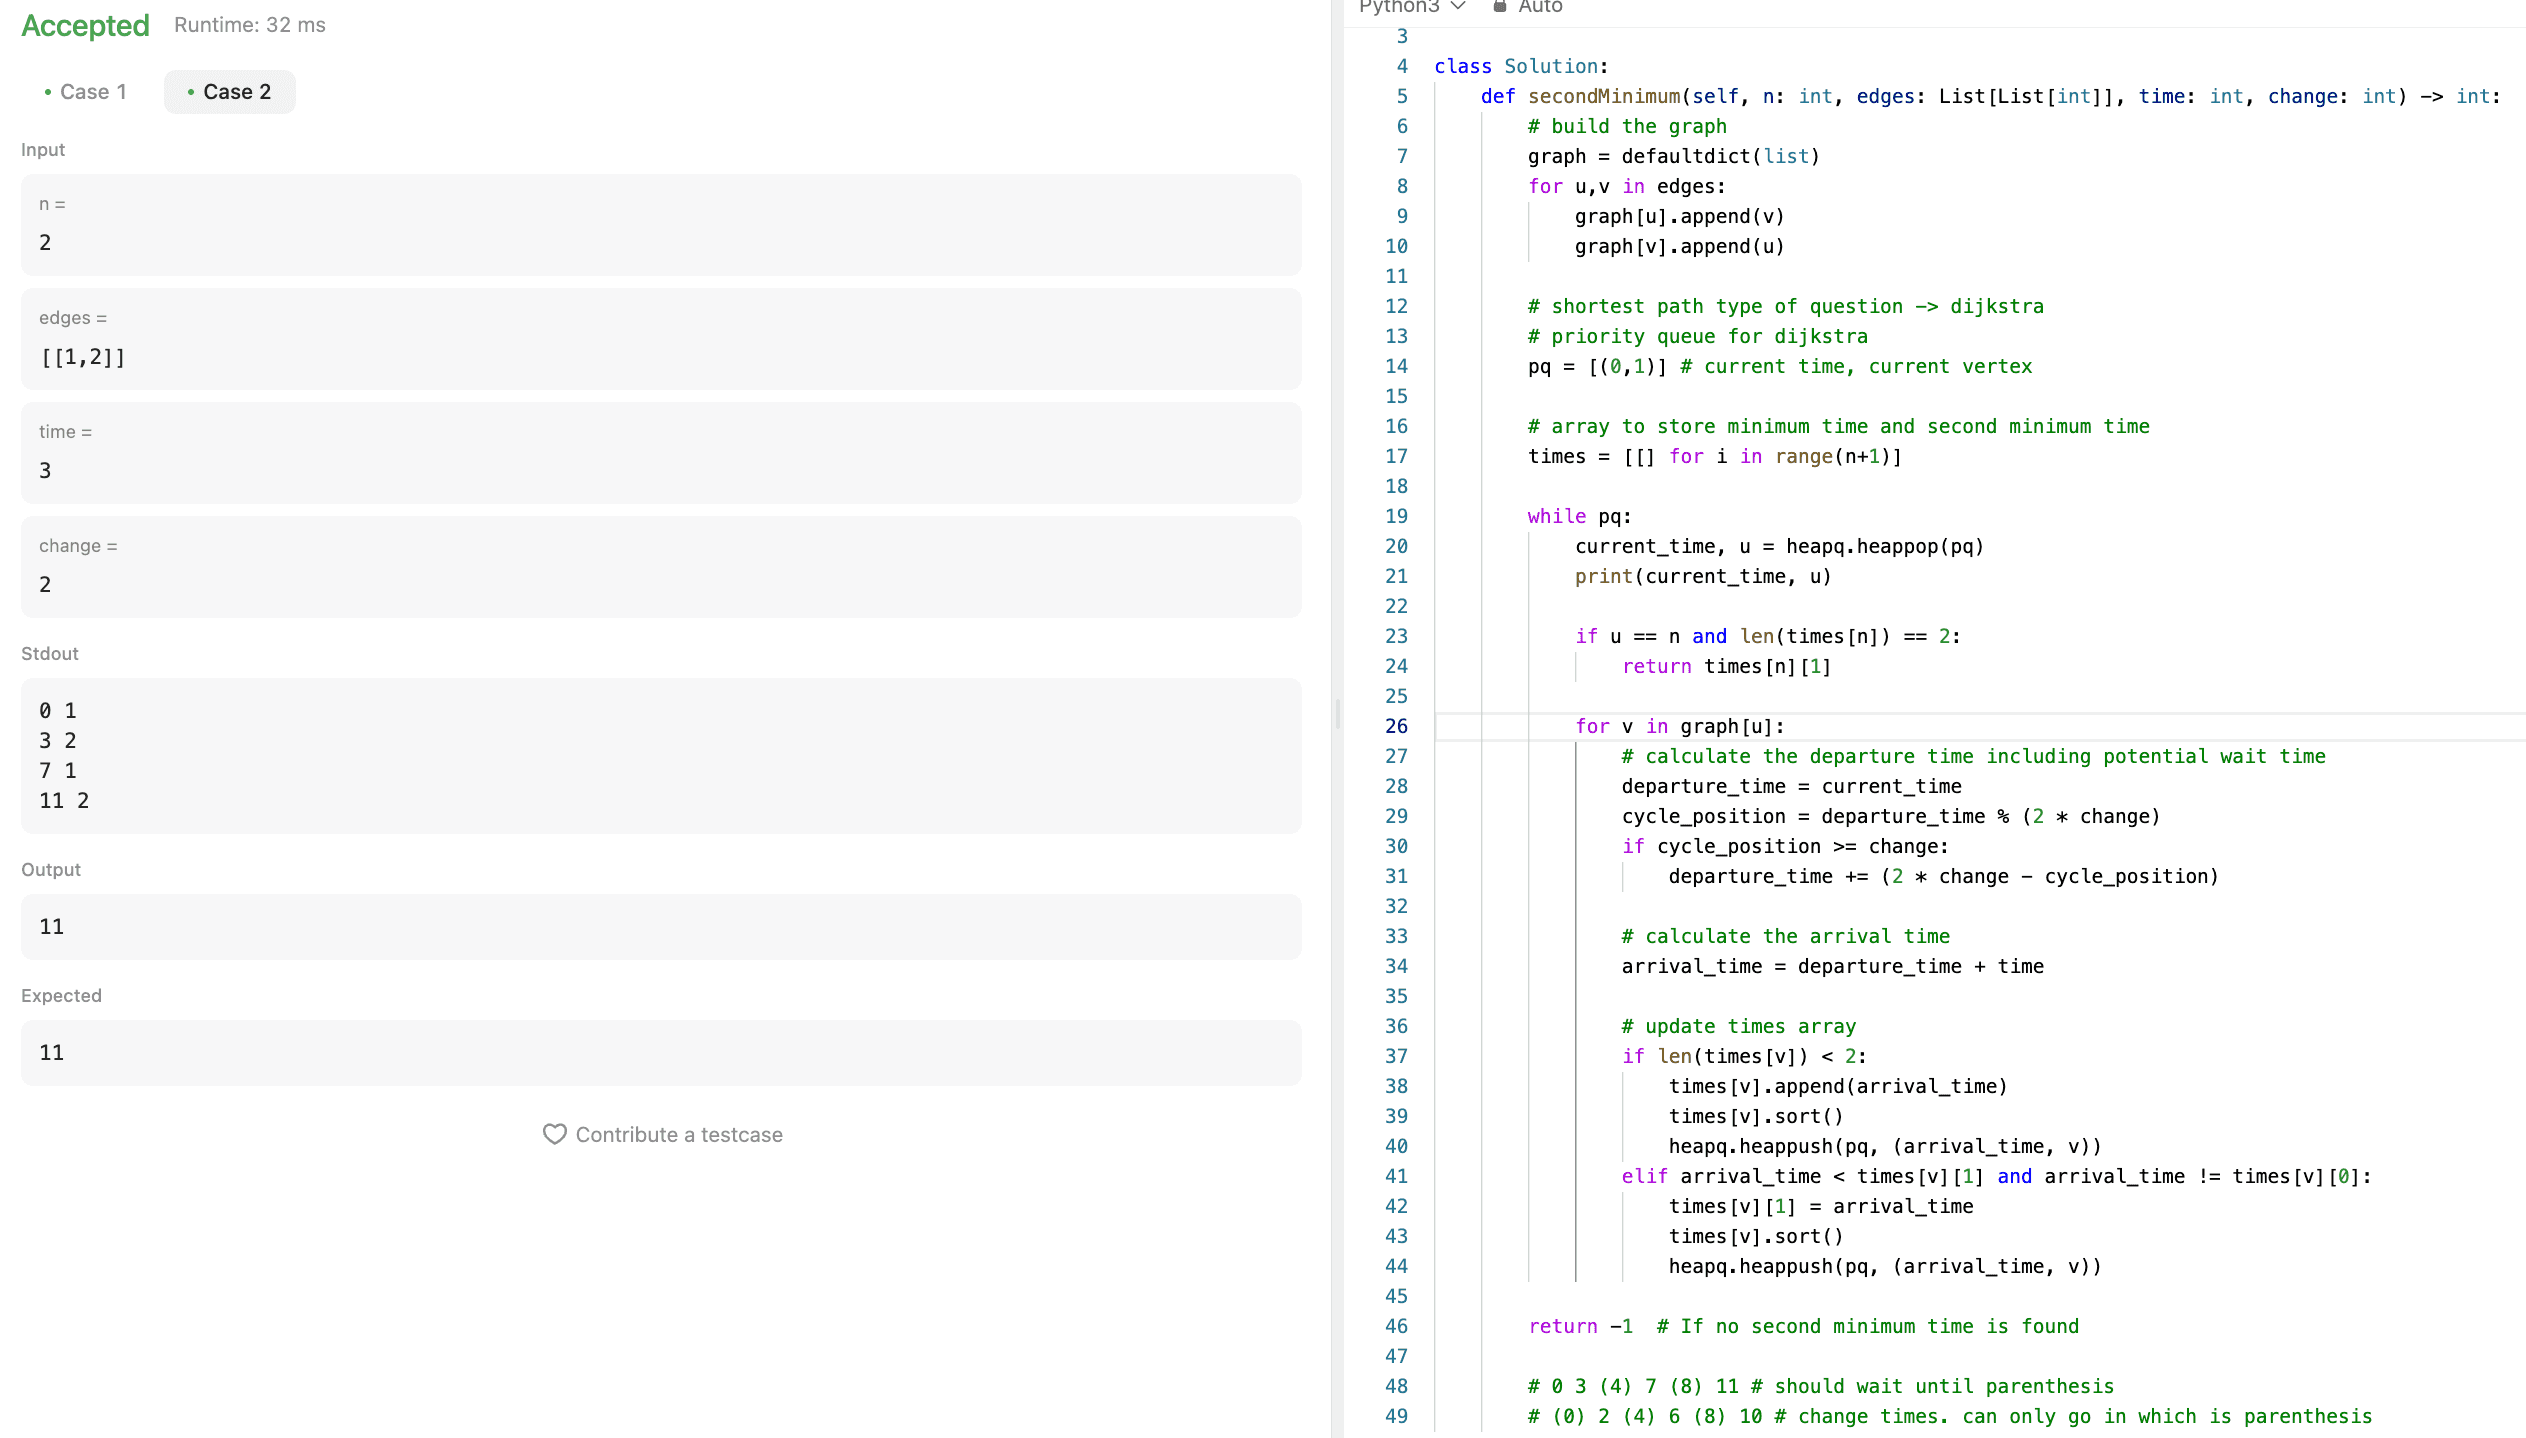 Accepted Runtime: 32 ms
• Case 1 • Case 2
Input
n =
2
edges =
[[1,2]]
time =
3
change =
2
Stdout
0 1
3 2
7 1
11 2
Output
11
Expected
11
Contribute a testcase
Python3 Auto
3
4 class Solution:
5 def secondMinimum(self, n: int, edges: List[List[int]], time: int, change: int) -> int:
6 # build the graph
7 graph = defaultdict(list)
8 for u,v in edges:
9 graph[u].append(v)
10 graph[v].append(u)
11
12 # shortest path type of question -> dijkstra
13 # priority queue for dijkstra
14 pq = [(0,1)] # current time, current vertex
15
16 # array to store minimum time and second minimum time
17 times = [[] for i in range(n+1)]
18
19 while pq:
20 current_time, u = heapq.heappop(pq)
21 print(current_time, u)
22
23 if u == n and len(times[n]) == 2:
24 return times[n][1]
25
26 for v in graph[u]:
27 # calculate the departure time including potential wait time
28 departure_time = current_time
29 cycle_position = departure_time % (2 * change)
30 if cycle_position >= change:
31 departure_time += (2 * change - cycle_position)
32
33 # calculate the arrival time
34 arrival_time = departure_time + time
35
36 # update times array
37 if len(times[v]) < 2:
38 times[v].append(arrival_time)
39 times[v].sort()
40 heapq.heappush(pq, (arrival_time, v))
41 elif arrival_time < times[v][1] and arrival_time != times[v][0]:
42 times[v][1] = arrival_time
43 times[v].sort()
44 heapq.heappush(pq, (arrival_time, v))
45
46 return -1 # If no second minimum time is found
47
48 # 0 3 (4) 7 (8) 11 # should wait until parenthesis
49 # (0) 2 (4) 6 (8) 10 # change times. can only go in which is parenthesis